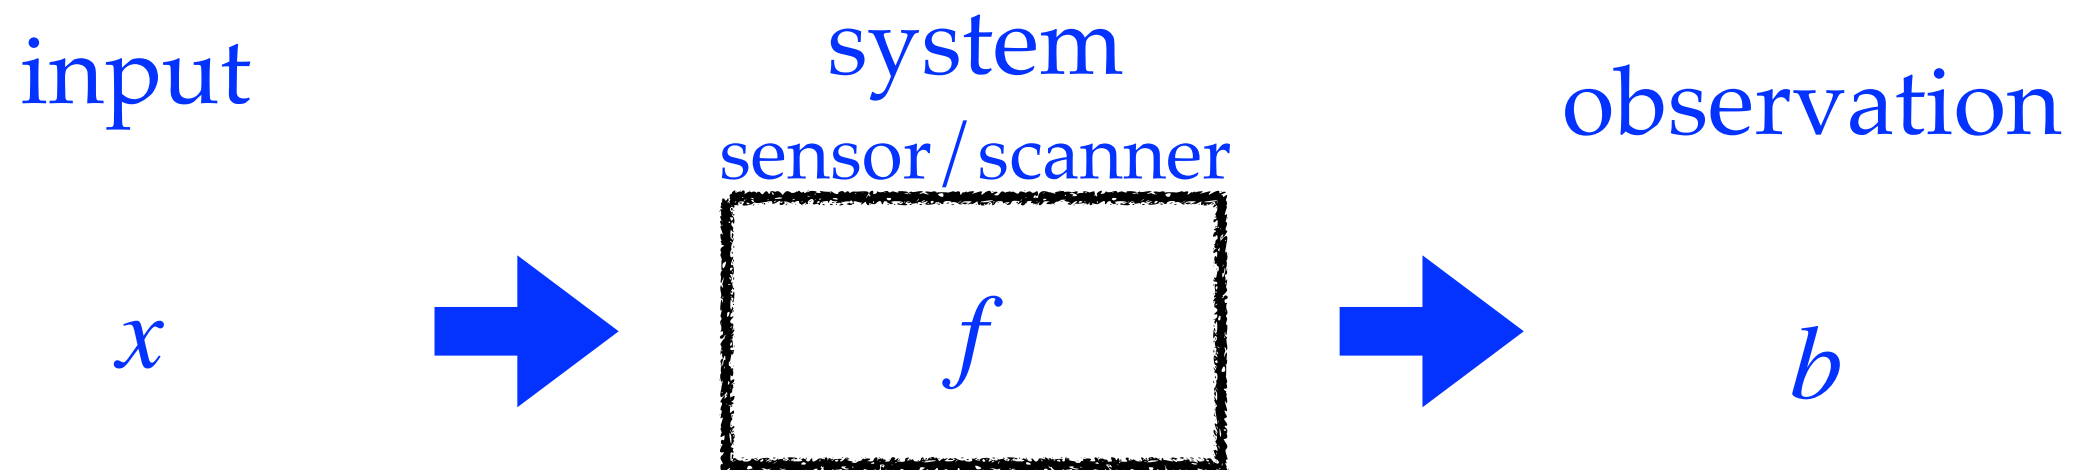 input
system
sensor/scanner
observation
x
f
b